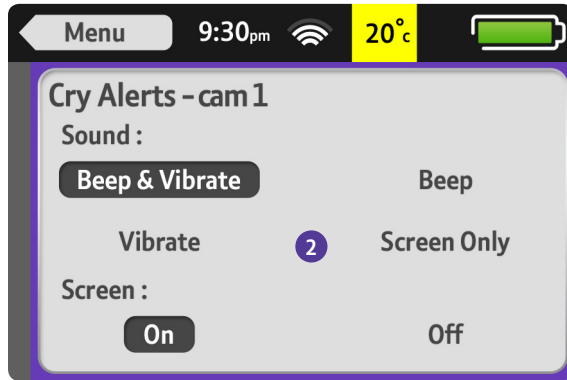 Menu 9:30pm 20°c
Cry Alerts - cam 1
Sound :
Beep & Vibrate Beep
Vibrate 2 Screen Only
Screen :
On Off